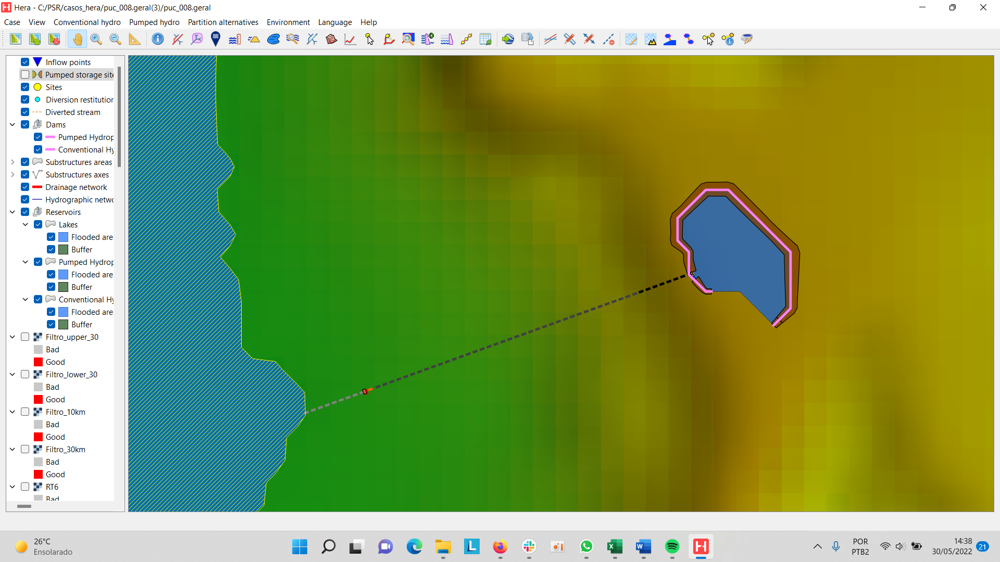 Hera - C:/PSR/casos_hera/puc_008.geral(3)/puc_008.geral
Case View Conventional hydro Pumped hydro Partition alternatives Environment Language Help
Inflow points
Pumped storage site
Sites
Diversion restitution
Diverted stream
Dams
Pumped Hydrop
Conventional Hy
Substructures areas
Substructures axes
Drainage network
Hydrographic netwo
Reservoirs
Lakes
Flooded are
Buffer
Pumped Hydrop
Flooded are
Buffer
Conventional Hy
Flooded are
Buffer
Filtro_upper_30
Bad
Good
Filtro_lower_30
Bad
Good
Filtro_10km
Bad
Good
Filtro_30km
Bad
Good
RT6
Bad
26°C
Ensolarado
POR
PTB2
14:38
30/05/2022
21